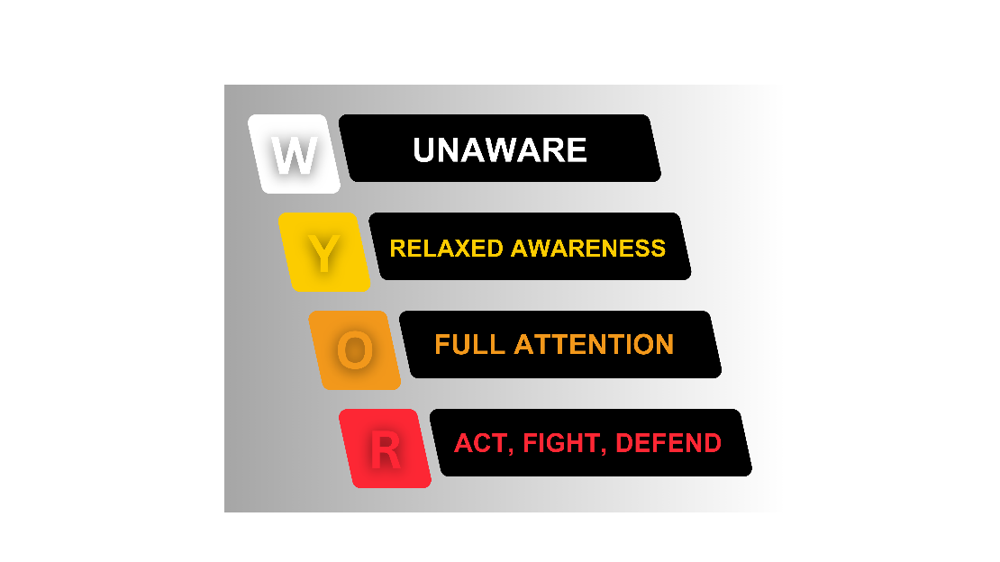 W UNAWARE
Y RELAXED AWARENESS
O FULL ATTENTION
R ACT, FIGHT, DEFEND